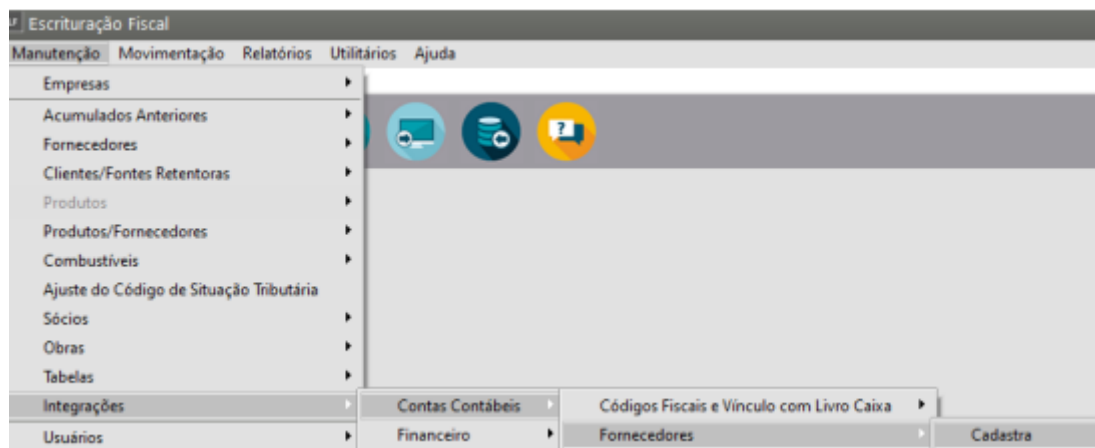 Escrituração Fiscal
Manutenção Movimentação Relatórios Utilitários Ajuda
Empresas
Acumulados Anteriores
Fornecedores
Clientes/Fontes Retentoras
Produtos
Produtos/Fornecedores
Combustíveis
Ajuste do Código de Situação Tributária
Sócios
Obras
Tabelas
Integrações Contas Contábeis Códigos Fiscais e Vínculo com Livro Caixa
Usuários Financeiro Fornecedores Cadastra